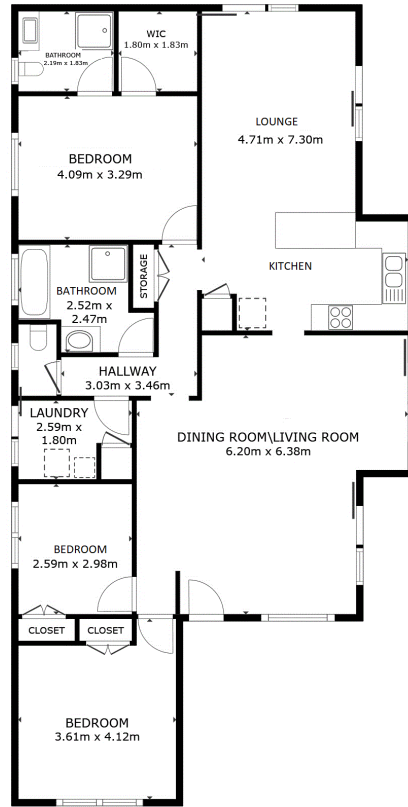 BATHROOM
2.19m x 1.83m
WIC
1.80m x 1.83m
LOUNGE
4.71m x 7.30m
BEDROOM
4.09m x 3.29m
KITCHEN
STORAGE
BATHROOM
2.52m x
2.47m
HALLWAY
3.03m x 3.46m
LAUNDRY
2.59m x
1.80m
DINING ROOM\LIVING ROOM
6.20m x 6.38m
BEDROOM
2.59m x 2.98m
CLOSET
CLOSET
BEDROOM
3.61m x 4.12m